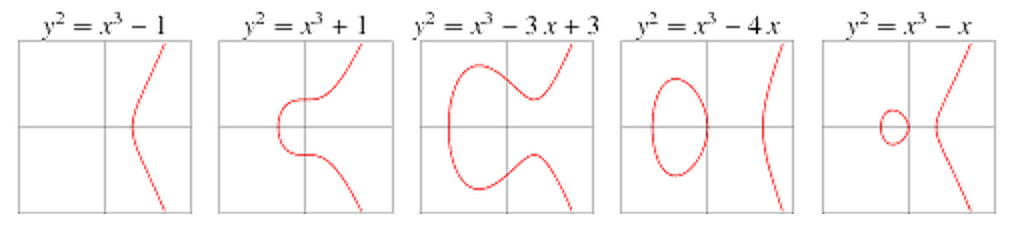 y² = x³ − 1
y² = x³ + 1
y² = x³ − 3 x + 3
y² = x³ − 4 x
y² = x³ − x